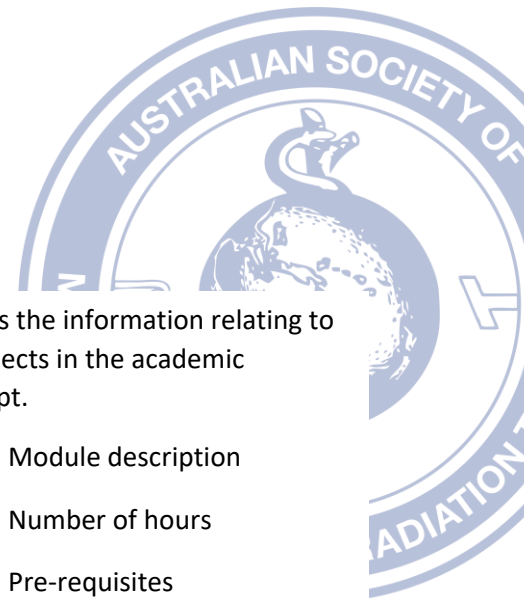 AUSTRALIAN SOCIETY OF
s the information relating to
ects in the academic
pt.
Module description
Number of hours
Pre-requisites
RADIATION